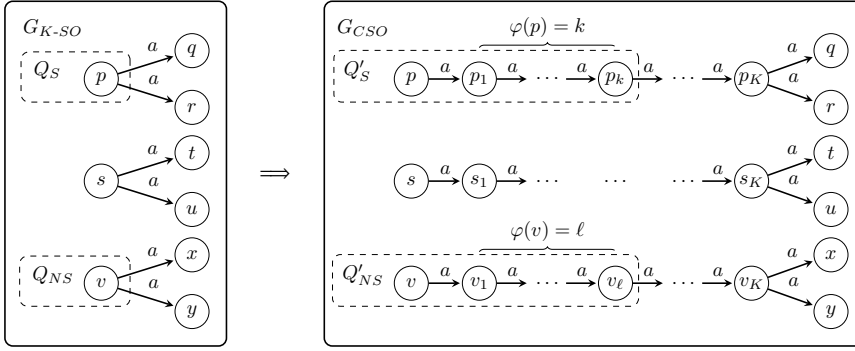 G_{K-SO}
Q_S p a q
a r
s a t
a u
Q_{NS} v a x
a y
⟹
G_{CSO}
φ(p) = k
Q'_S p a p_1 a ⋯ a p_k a ⋯ a p_K a q
a r
s a s_1 a ⋯ ⋯ ⋯ a s_K a t
a u
φ(v) = ℓ
Q'_{NS} v a v_1 a ⋯ a v_ℓ a ⋯ a v_K a x
a y